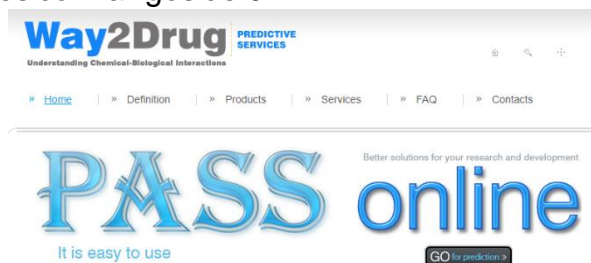 Way2Drug PREDICTIVE
SERVICES
Understanding Chemical-Biological Interactions
» Home » Definition » Products » Services » FAQ » Contacts
PASS
Better solutions for your research and development
online
It is easy to use
GO for prediction »